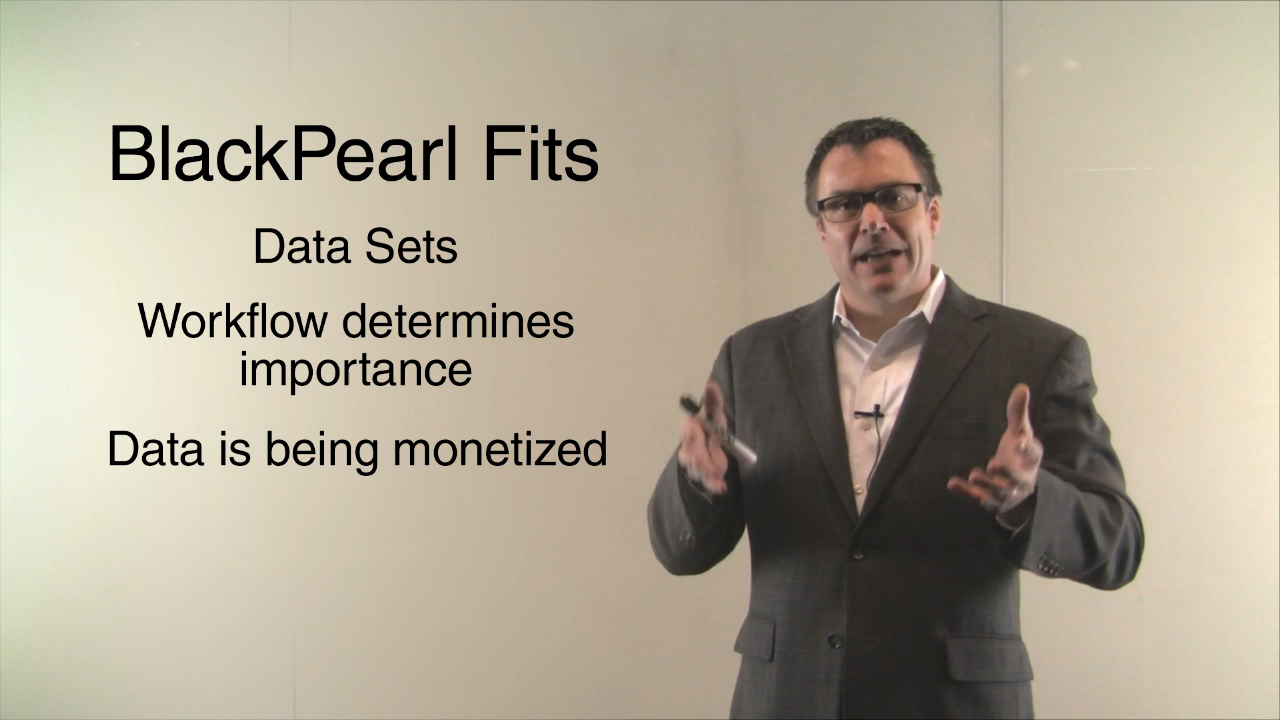 BlackPearl Fits
Data Sets
Workflow determines
importance
Data is being monetized